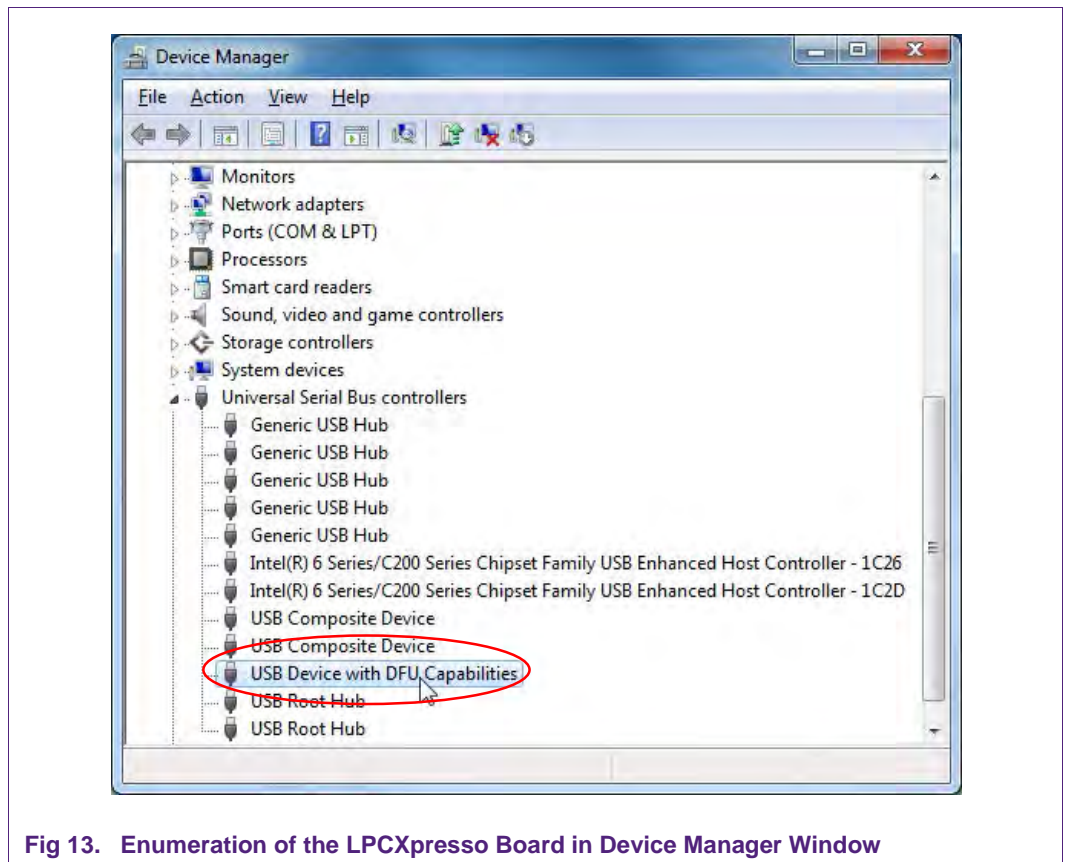 Device Manager
File Action View Help
Monitors
Network adapters
Ports (COM & LPT)
Processors
Smart card readers
Sound, video and game controllers
Storage controllers
System devices
Universal Serial Bus controllers
Generic USB Hub
Generic USB Hub
Generic USB Hub
Generic USB Hub
Generic USB Hub
Intel(R) 6 Series/C200 Series Chipset Family USB Enhanced Host Controller - 1C26
Intel(R) 6 Series/C200 Series Chipset Family USB Enhanced Host Controller - 1C2D
USB Composite Device
USB Composite Device
USB Device with DFU Capabilities
USB Root Hub
USB Root Hub
Fig 13. Enumeration of the LPCXpresso Board in Device Manager Window